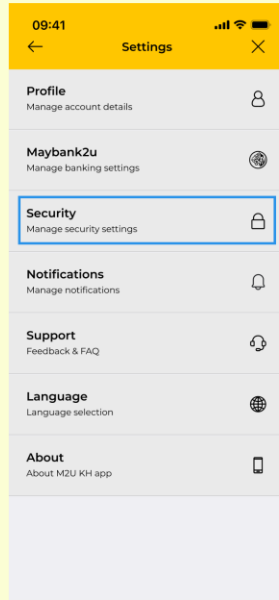 09:41
Settings
Profile
Manage account details
Maybank2u
Manage banking settings
Security
Manage security settings
Notifications
Manage notifications
Support
Feedback & FAQ
Language
Language selection
About
About M2U KH app